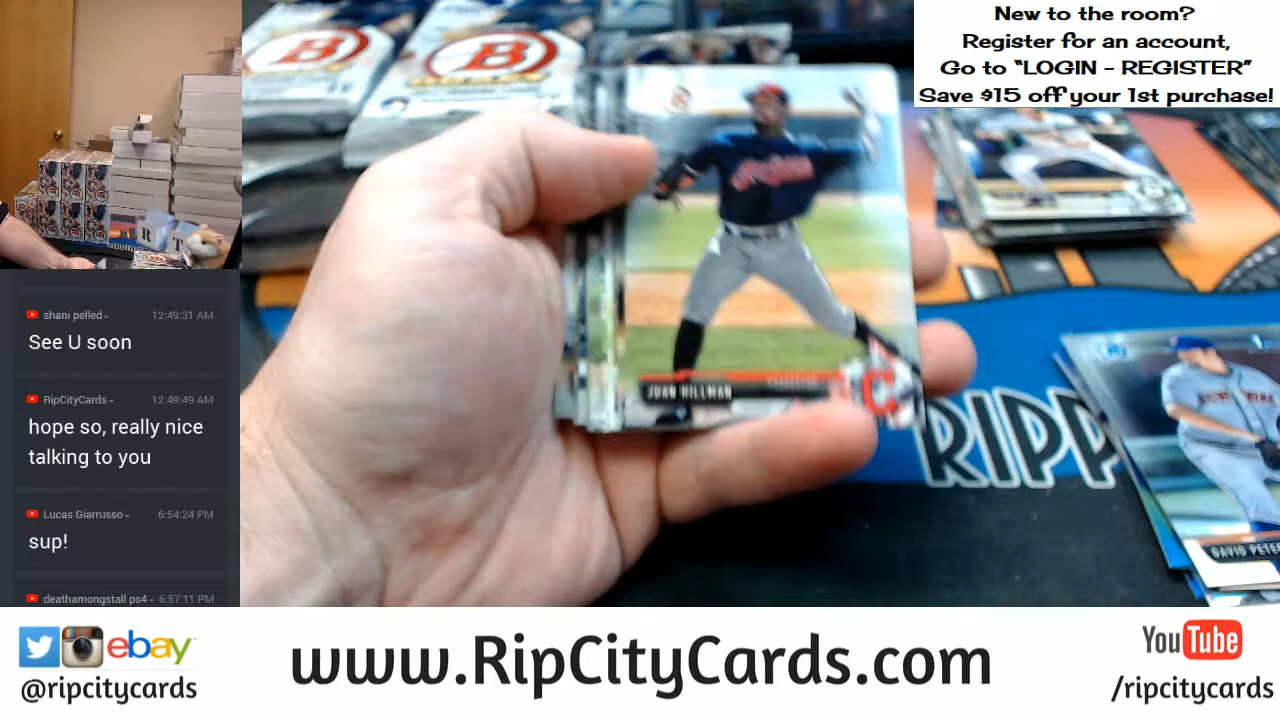 New to the room?
Register for an account,
Go to “LOGIN - REGISTER”
Save $15 off your 1st purchase!
B
B
Indians
JUAN HILLMAN
C
RIPP
DAVID PETE
R T
shani pelled
12:49:31 AM
See U soon
RipCityCards
12:49:49 AM
hope so, really nice
talking to you
Lucas Giarrusso
6:54:24 PM
sup!
deathamongstall ps4
6:57:11 PM
ebay
@ripcitycards
www.RipCityCards.com
YouTube
/ripcitycards